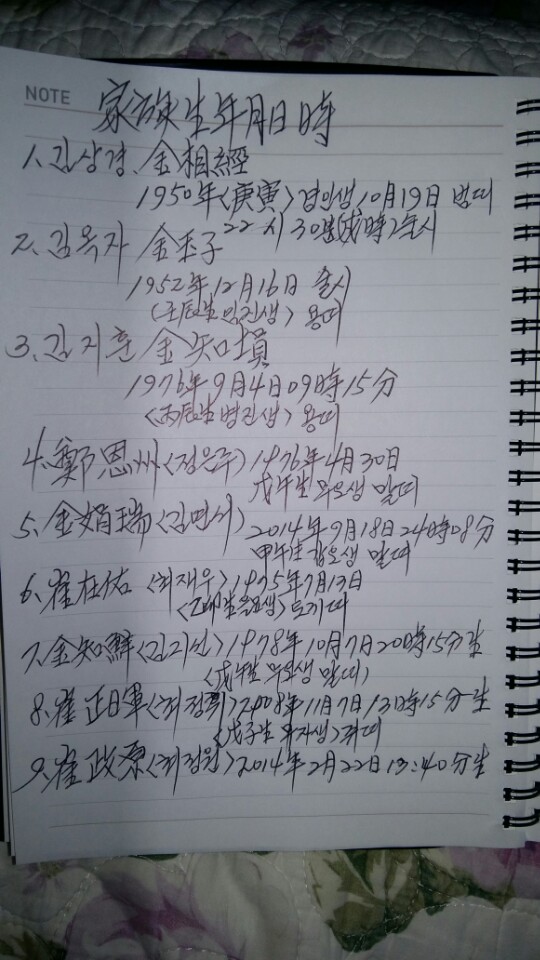 NOTE
家族生年月日時
1. 김상경. 金相經
1950年<庚寅>경인생 10月19日 범띠
22시 30분(戌時)술시
2. 김옥자 金玉子
1952年 12月16日 술시
(壬辰生 임진생) 용띠
3. 김지훈 金知塤
1976年 9月4日 09時15分
<丙辰生 병진생> 용띠
4. 鄭恩州(정은주) 1976年 4月30日
戊午生 무오생 말띠
5. 金娟瑞(김연서) 2014年 9月18日 24時08分
甲午生 갑오생 말띠
6. 崔在佑(최재우) 1975年 7月13日
<乙卯生 을묘생> 토끼띠
7. 金知鮮<김지선> 1978年 10月7日 20時15分生
<戊午生 무오생 말띠)
8. 崔 <최정휘> 2008年 11月7日 13時15分 生
<戊子生 무자생> 쥐띠
9. 崔政源<최정원> 2014年 2月22日 13:40分生